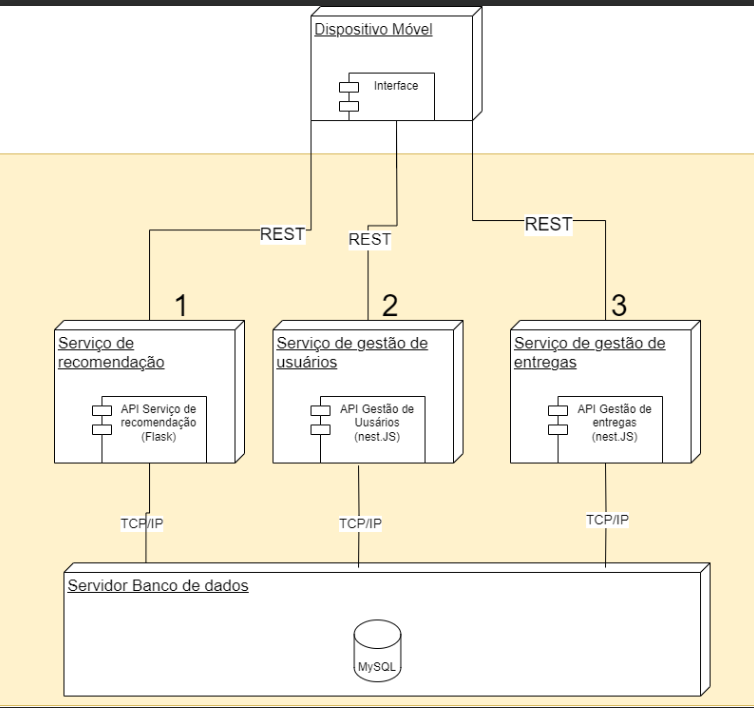 Dispositivo Móvel
Interface
REST
REST
REST
1
2
3
Serviço de
recomendação
API Serviço de
recomendação
(Flask)
Serviço de gestão de
usuários
API Gestão de
Usuários
(nest.JS)
Serviço de gestão de
entregas
API Gestão de
entregas
(nest.JS)
TCP/IP
TCP/IP
TCP/IP
Servidor Banco de dados
MySQL